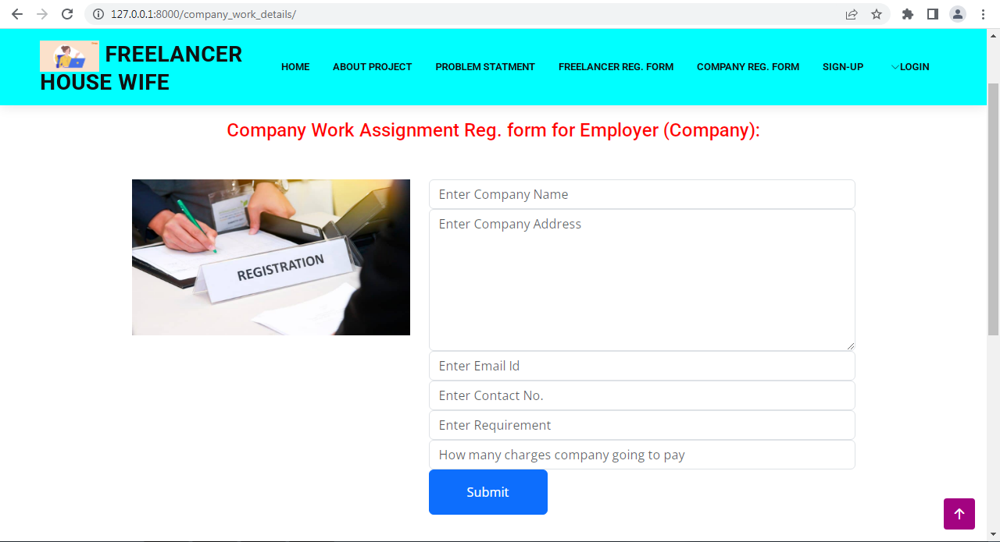 127.0.0.1:8000/company_work_details/
FREELANCER
HOUSE WIFE
HOME ABOUT PROJECT PROBLEM STATMENT FREELANCER REG. FORM COMPANY REG. FORM SIGN-UP LOGIN
Company Work Assignment Reg. form for Employer (Company):
REGISTRATION
Enter Company Name
Enter Company Address
Enter Email Id
Enter Contact No.
Enter Requirement
How many charges company going to pay
Submit